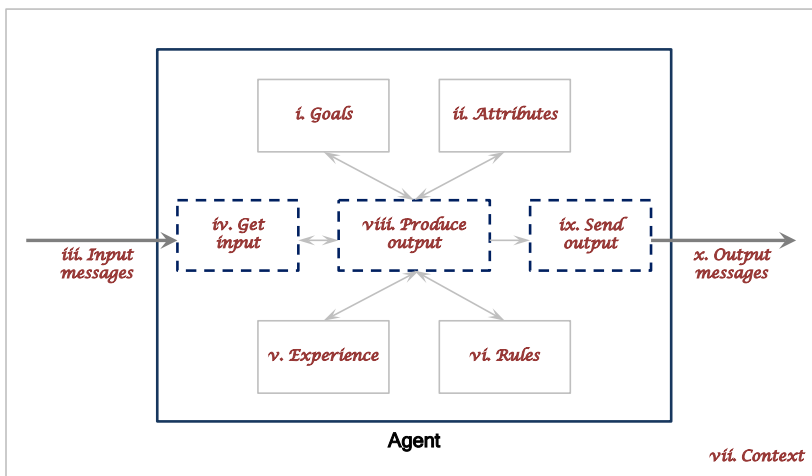 i. Goals
ii. Attributes
iv. Get
input
viii. Produce
output
ix. Send
output
iii. Input
messages
x. Output
messages
v. Experience
vi. Rules
Agent
vii. Context